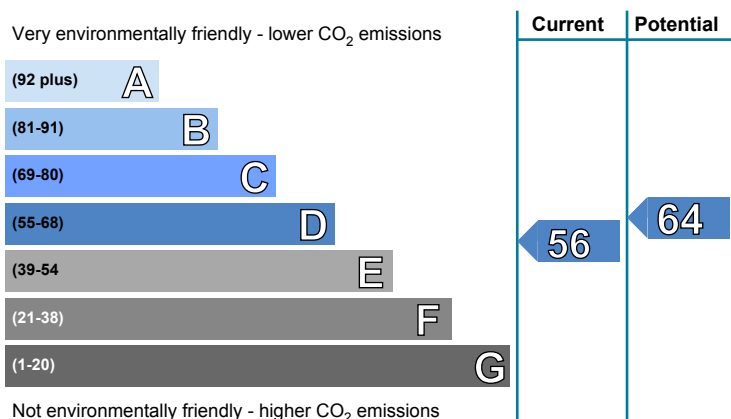 Very environmentally friendly - lower CO2 emissions
Current Potential
(92 plus) A
(81-91) B
(69-80) C
(55-68) D
(39-54 E
(21-38) F
(1-20) G
56
64
Not environmentally friendly - higher CO2 emissions